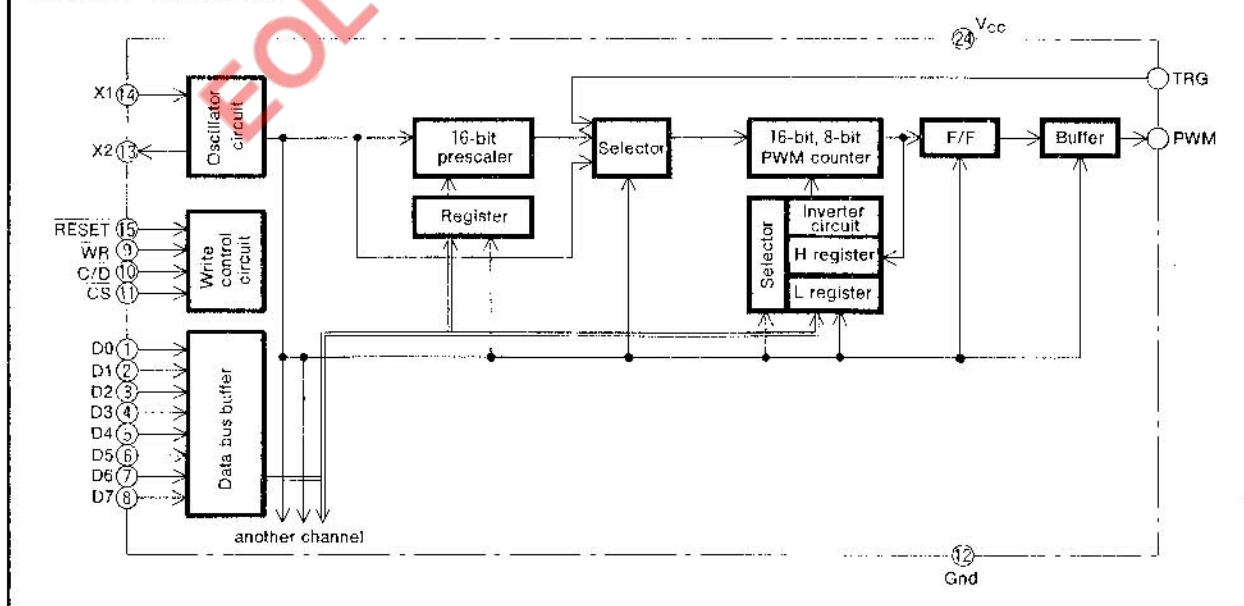 EOL
24 Vcc
TRG
X1 14
Oscillator
circuit
X2 13
16-bit
prescaler
Selector
16-bit, 8-bit
PWM counter
F/F
Buffer
PWM
Register
Selector
Inverter
circuit
H register
L register
RESET 15
WR 9
C/D 10
CS 11
Write
control
circuit
D0 1
D1 2
D2 3
D3 4
D4 5
D5 6
D6 7
D7 8
Data bus buffer
another channel
12
Gnd